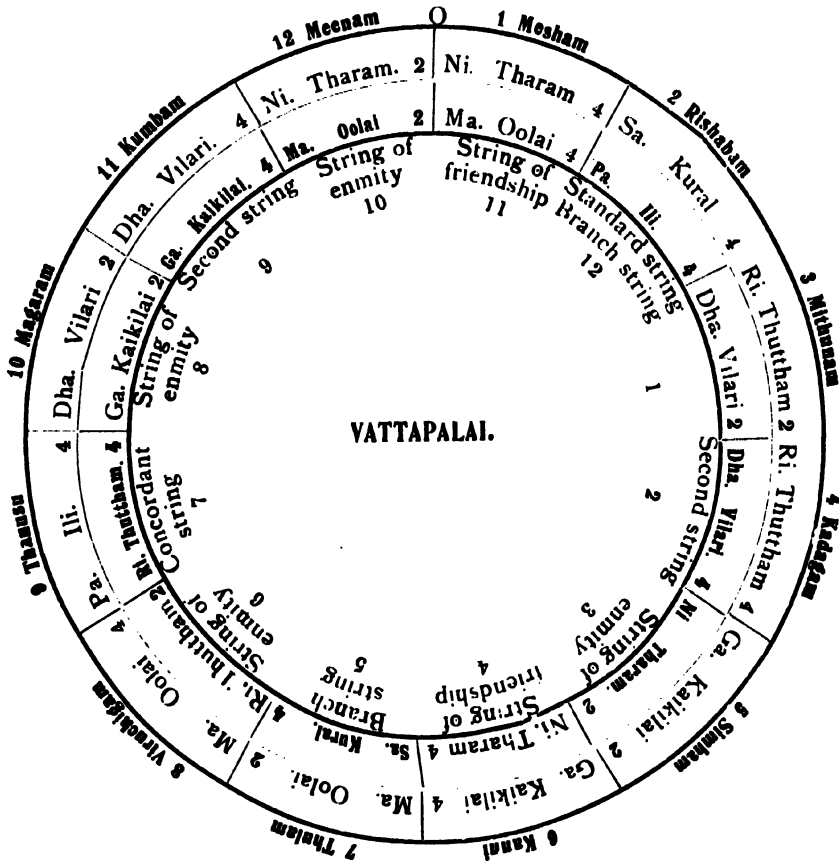 O
1 Mesham
2 Rishabam
3 Mithunam
4 Kadagam
5 Simham
6 Kanni
7 Thulam
8 Viruchigam
9 Thanusu
10 Magaram
11 Kumbam
12 Meenam
Ni. Tharam 4
Sa. Kural 4
Ri. Thuttham 2
Ri. Thuttham 4
Ga. Kaikilai 2
Ga. Kaikilai 4
Ma. Oolai. 2
Ma. Oolai 4
Pa. Ili. 4
Dha. Vilari 2
Dha. Vilari. 4
Ni. Tharam. 2
Ma. Oolai 4
Pa. Ili. 4
Dha. Vilari 2
Dha. Vilari. 4
Ni Tharam. 2
Ni. Tharam 4
Sa. Kural. 4
Ri. Thuttham 2
Ri. Thuttham. 4
Ga. Kaikilai 2
Ga. Kaikilai. 4
Ma. Oolai 2
String of
friendship
11
Standard string
Branch string
12
1
Second string
2
String of
enmity
3
String of
friendship
4
Branch
string
5
String of
enmity
6
Concordant
string
7
String of
enmity
8
Second string
9
String of
enmity
10
VATTAPALAI.